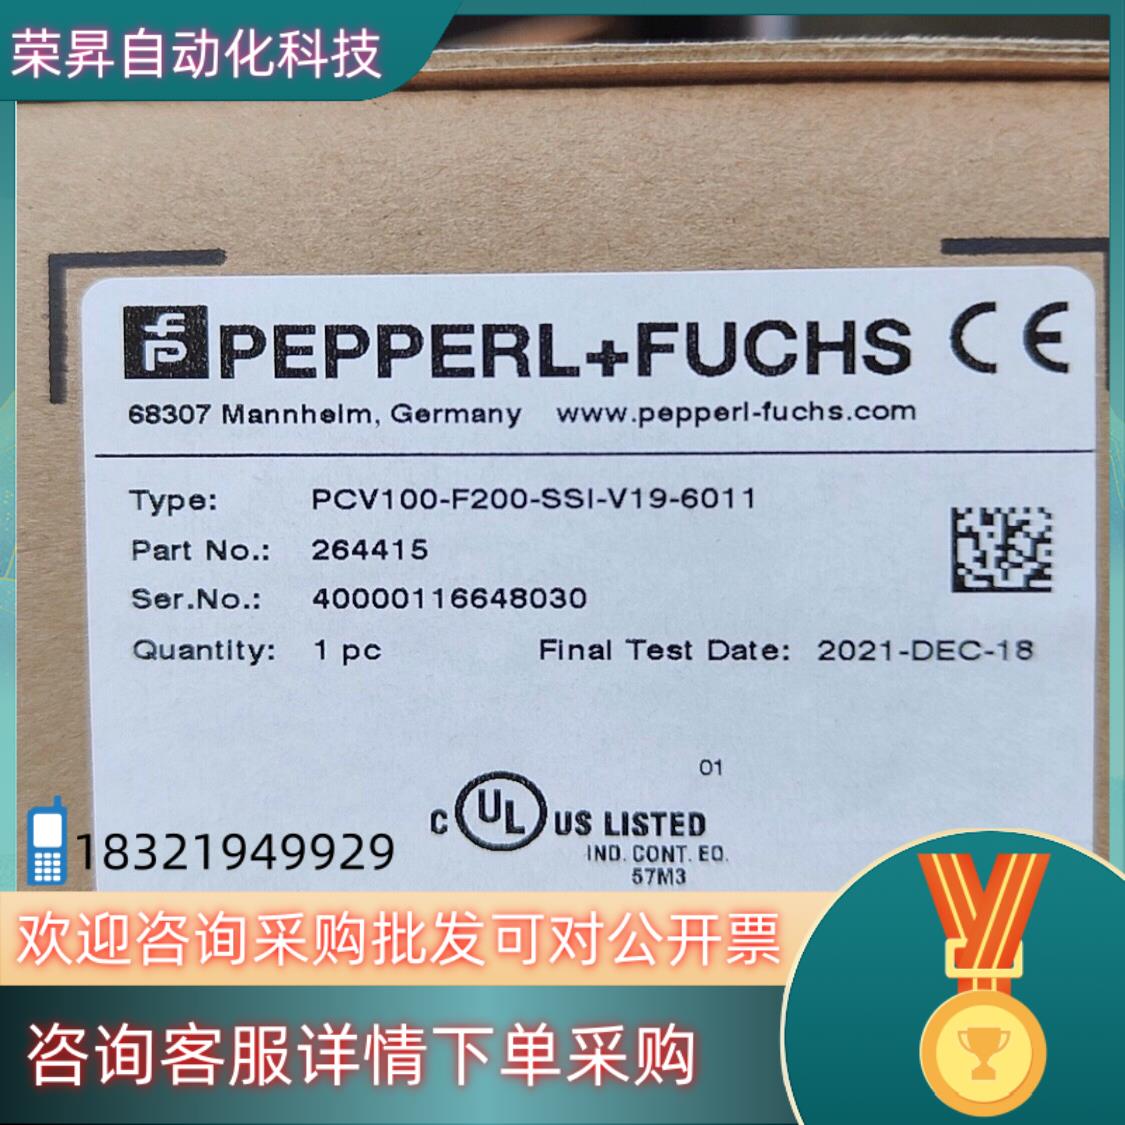 荣昇自动化科技
fp PEPPERL+FUCHS CE
68307 Mannheim, Germany www.pepperl-fuchs.com
Type: PCV100-F200-SSI-V19-6011
Part No.: 264415
Ser.No.: 40000116648030
Quantity: 1 pc Final Test Date: 2021-DEC-18
01
C UL US LISTED
IND. CONT. EQ.
57M3
18321949929
欢迎咨询采购批发可对公开票
咨询客服详情下单采购